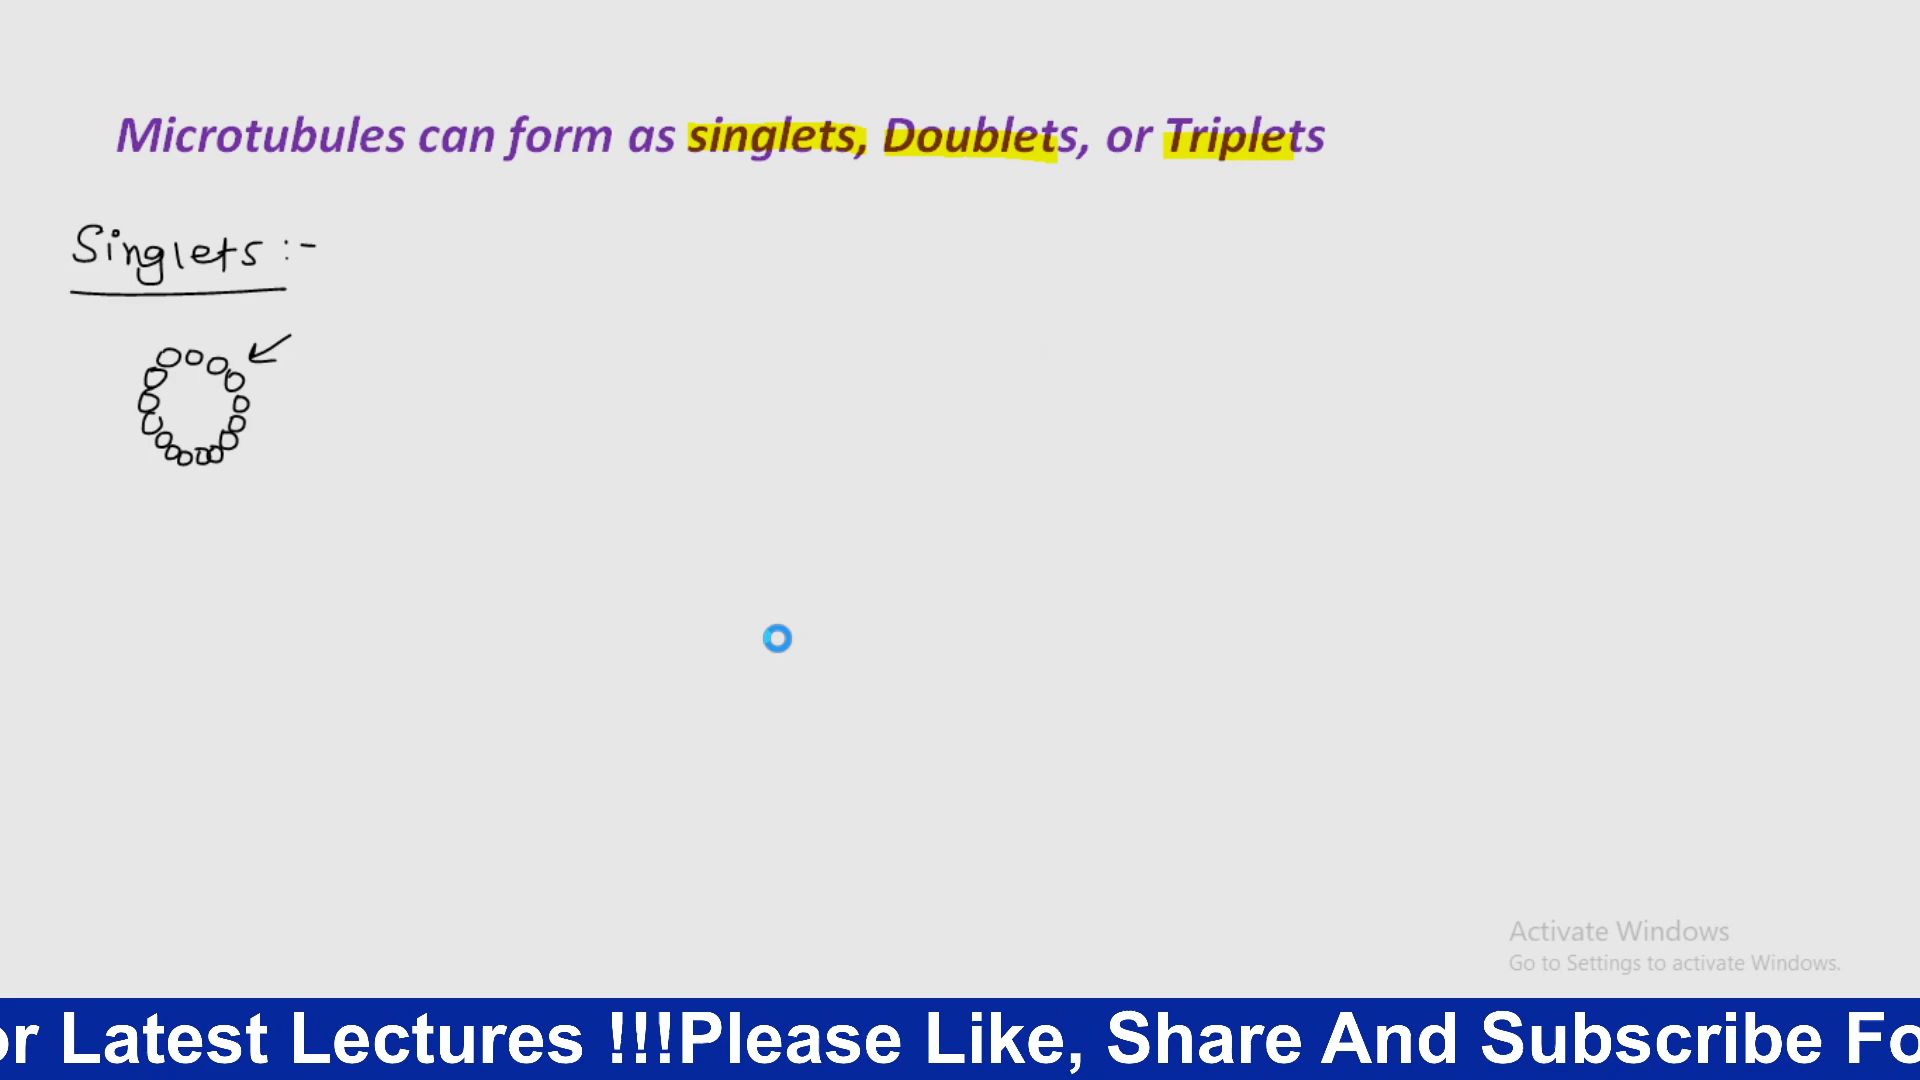 Microtubules can form as singlets, Doublets, or Triplets
Singlets :-
Activate Windows
Go to Settings to activate Windows.
or Latest Lectures !!!Please Like, Share And Subscribe Fo